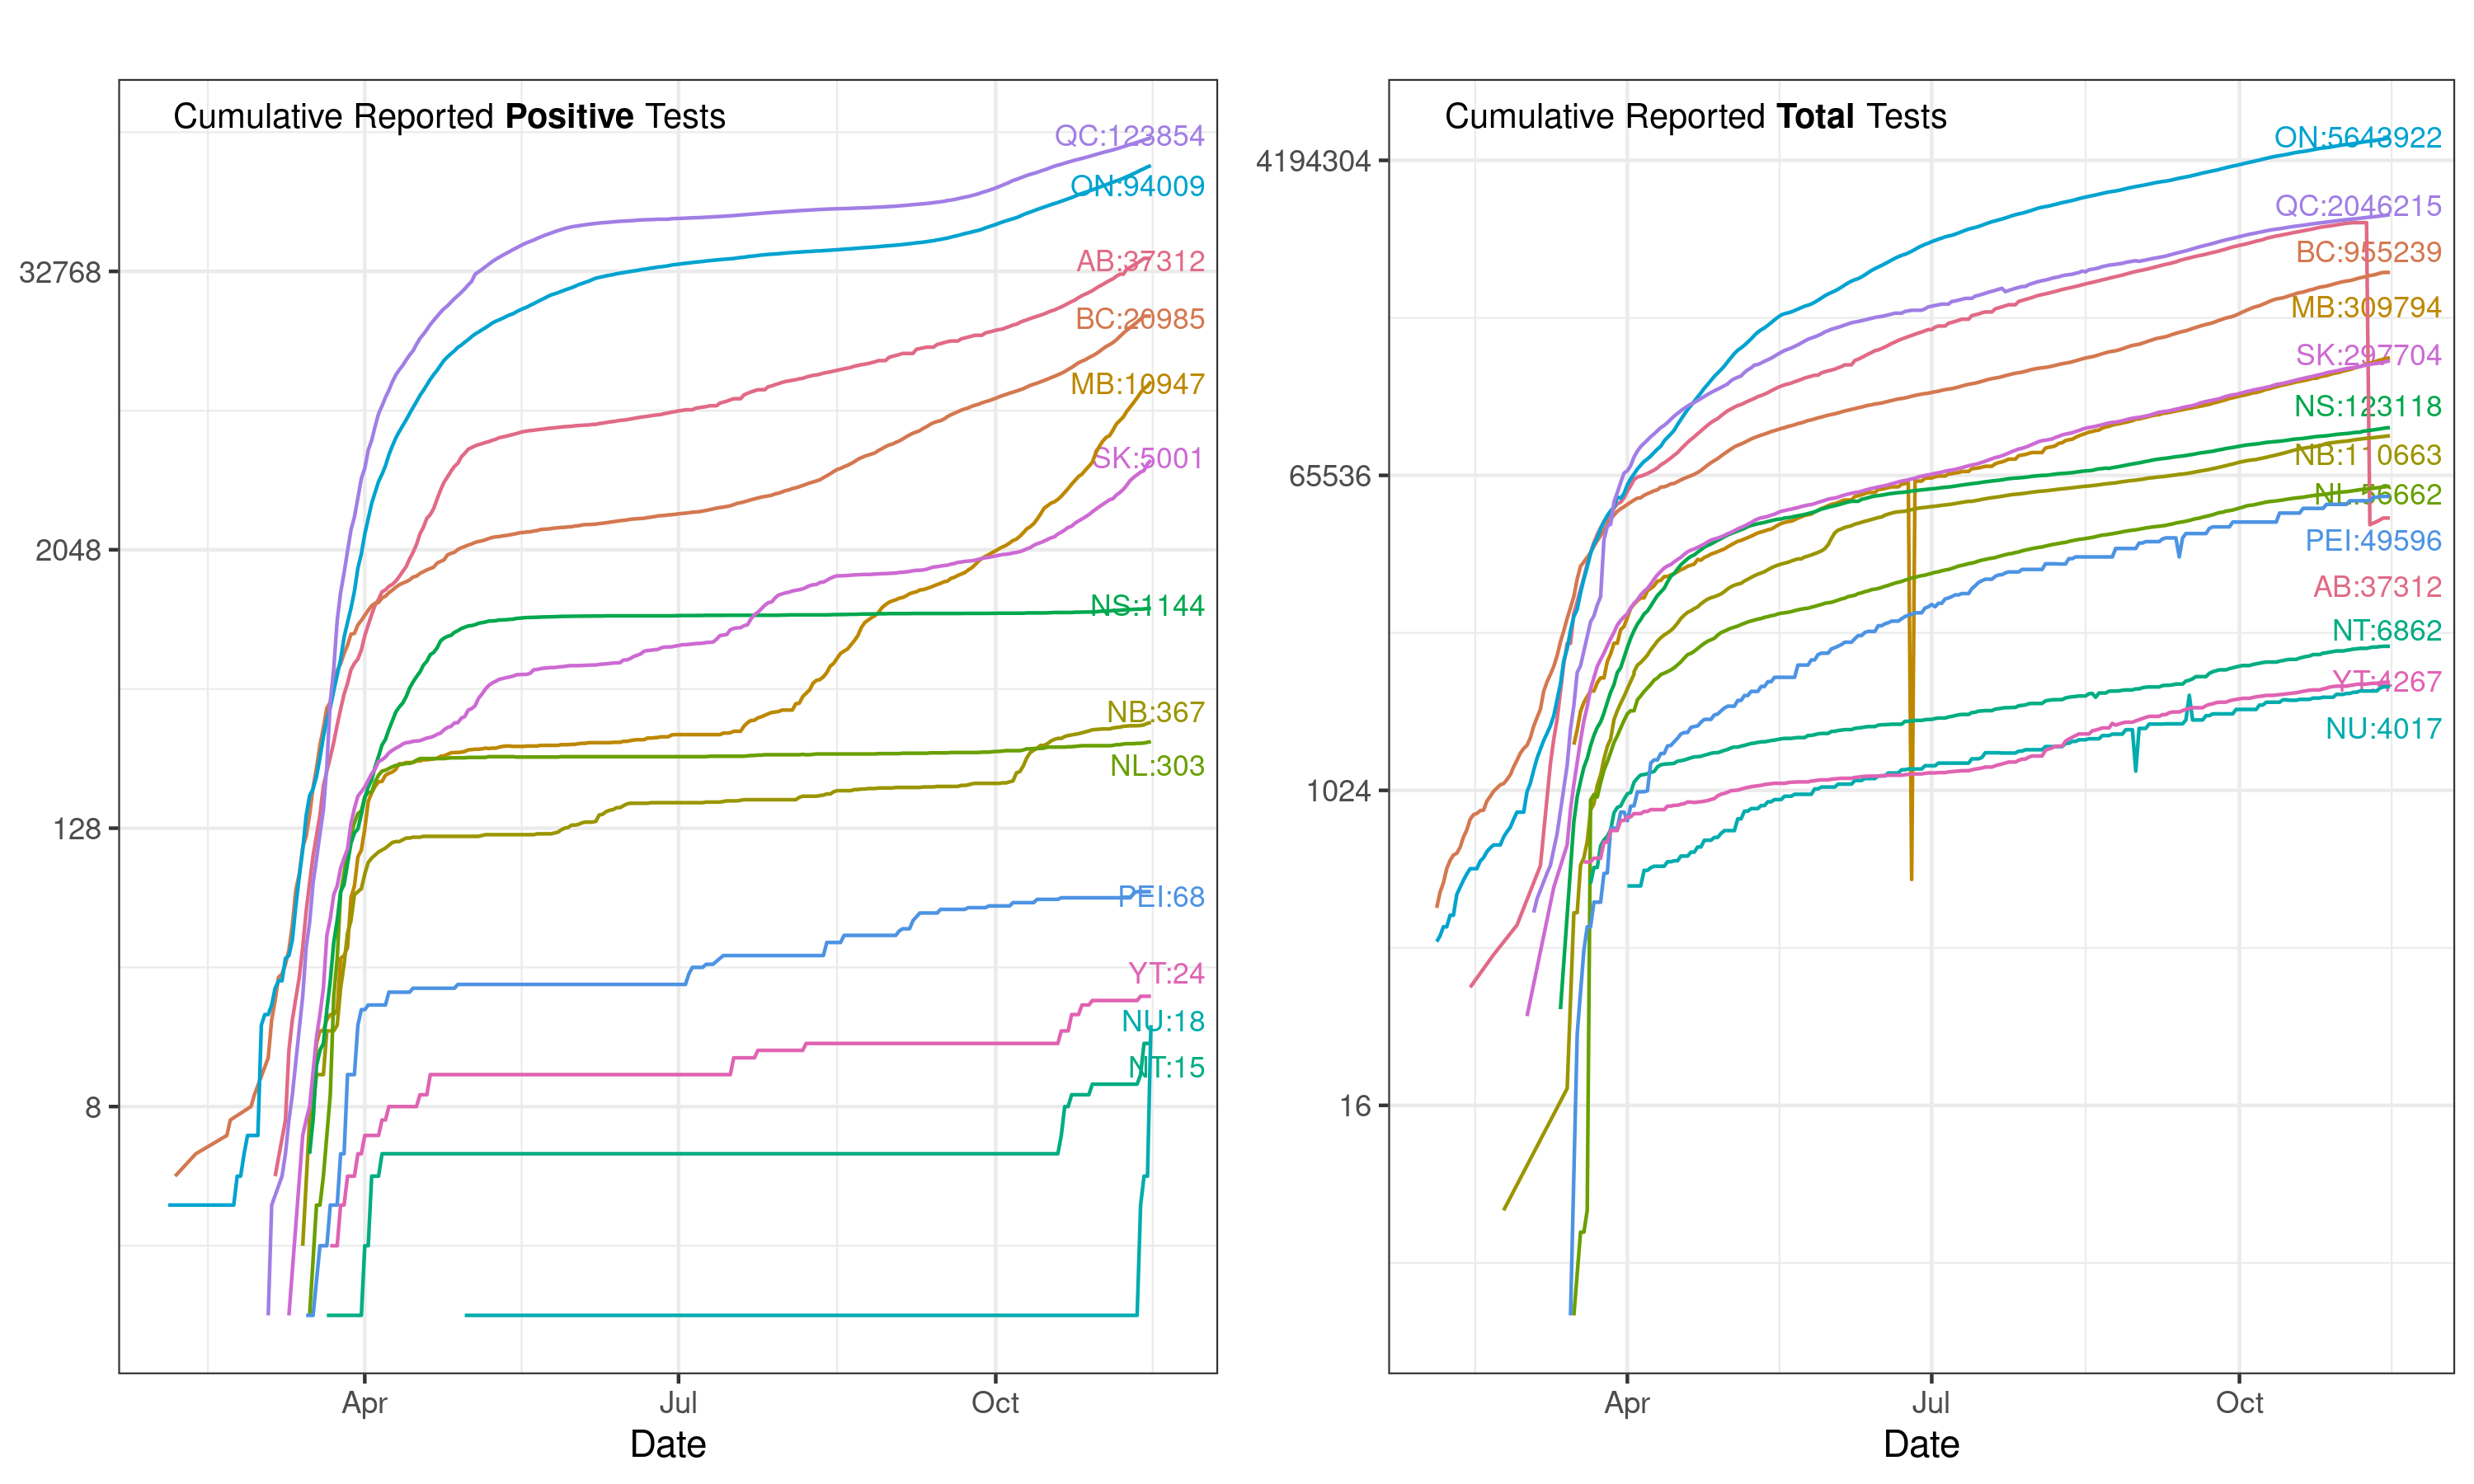 Cumulative Reported Positive Tests
QC:123854
ON:94009
AB:37312
BC:20985
MB:10947
SK:5001
NS:1144
NB:367
NL:303
PEI:68
YT:24
NU:18
NT:15
32768
2048
128
8
Apr
Jul
Oct
Date
Cumulative Reported Total Tests
ON:5643922
QC:2046215
BC:955239
MB:309794
SK:297704
NS:123118
NB:110663
NL:56662
PEI:49596
AB:37312
NT:6862
YT:4267
NU:4017
4194304
65536
1024
16
Apr
Jul
Oct
Date